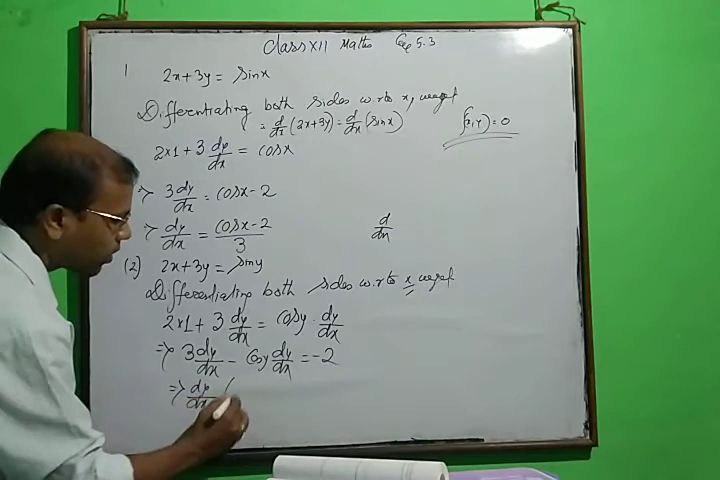 Class XII Maths Ex 5.3
1 2x+3y = sinx
Differentiating both sides w.r.to x, we get
= d/dx (2x+3y) = d/dx (sinx)
f(x,y) = 0
2×1 + 3 dy/dx = cosx
⇒ 3 dy/dx = cosx - 2
⇒ dy/dx = cosx-2/3
d/dx
(2) 2x+3y = siny
Differentiating both sides w.r.to x we get
2×1 + 3 dy/dx = cosy · dy/dx
⇒ 3 dy/dx - cosy dy/dx = -2
⇒ dy/dx (